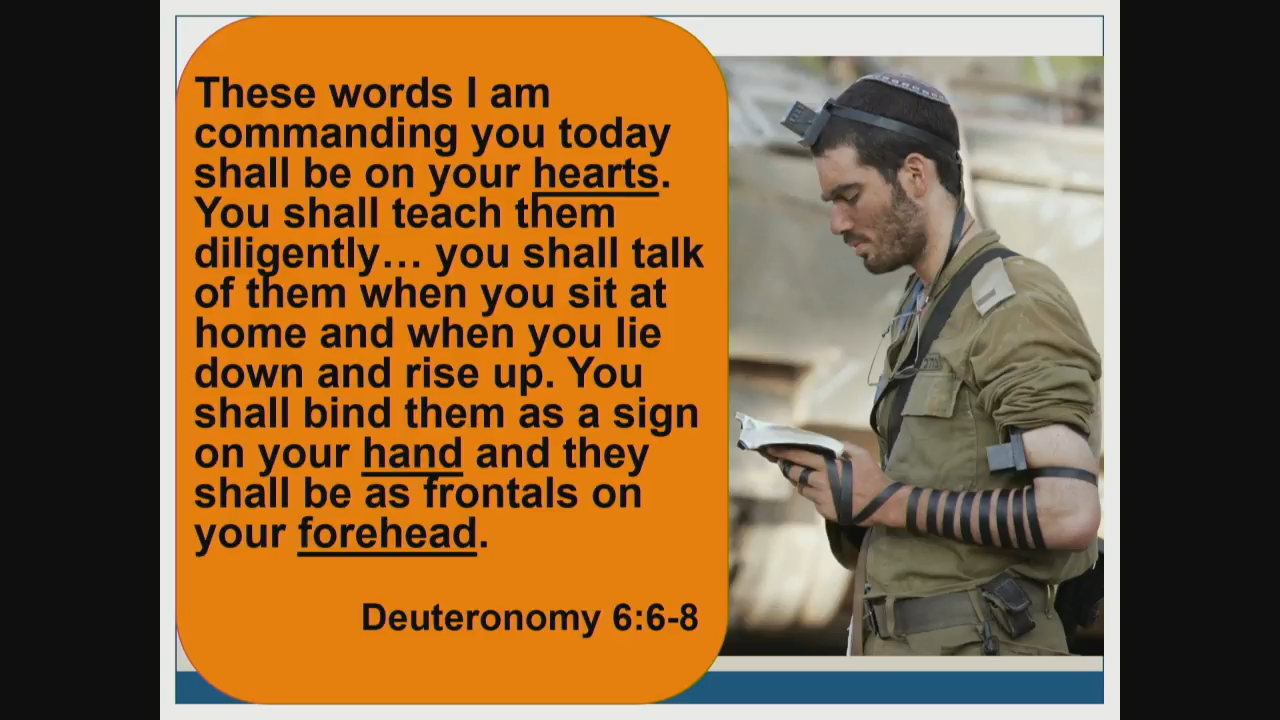 These words I am
commanding you today
shall be on your hearts.
You shall teach them
diligently… you shall talk
of them when you sit at
home and when you lie
down and rise up. You
shall bind them as a sign
on your hand and they
shall be as frontals on
your forehead.
Deuteronomy 6:6-8